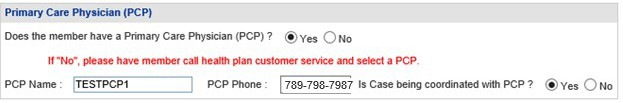 Primary Care Physician (PCP)
Does the member have a Primary Care Physician (PCP) ? Yes No
If "No", please have member call health plan customer service and select a PCP.
PCP Name : TESTPCP1 PCP Phone : 789-798-7987 Is Case being coordinated with PCP ? Yes No